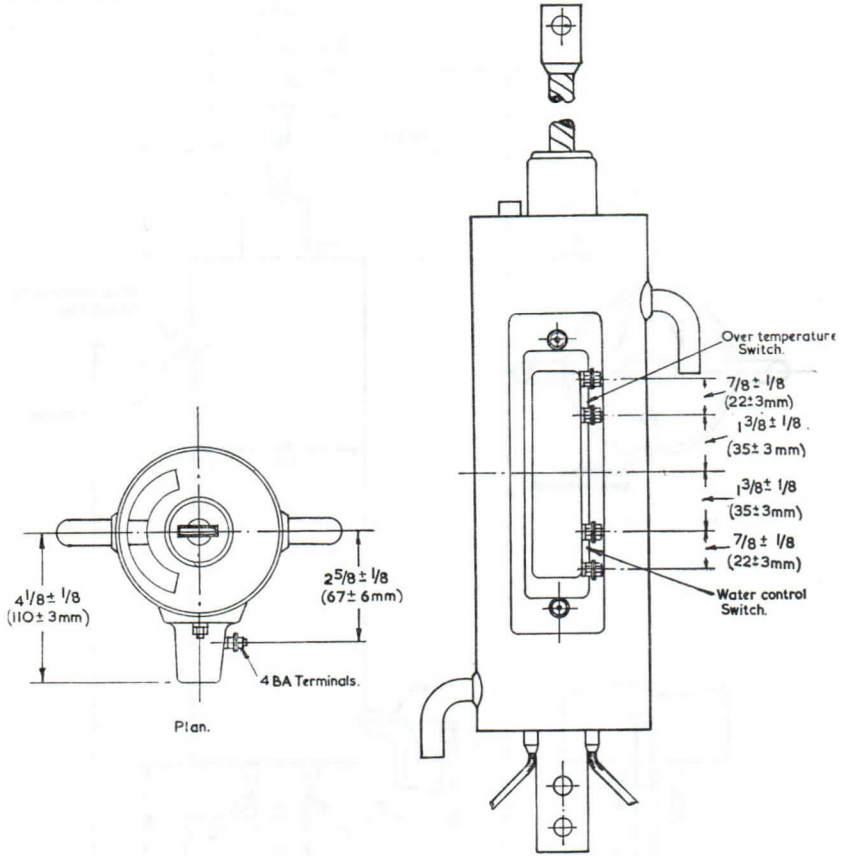 Over temperature
Switch.
7/8 ± 1/8
(22±3mm)
1 3/8 ± 1/8
(35± 3mm)
1 3/8 ± 1/8
(35±3mm)
7/8 ± 1/8
(22±3mm)
Water control
Switch.
4 1/8 ± 1/8
(110 ± 3mm)
2 5/8 ± 1/8
(67± 6mm)
4 BA Terminals.
Plan.